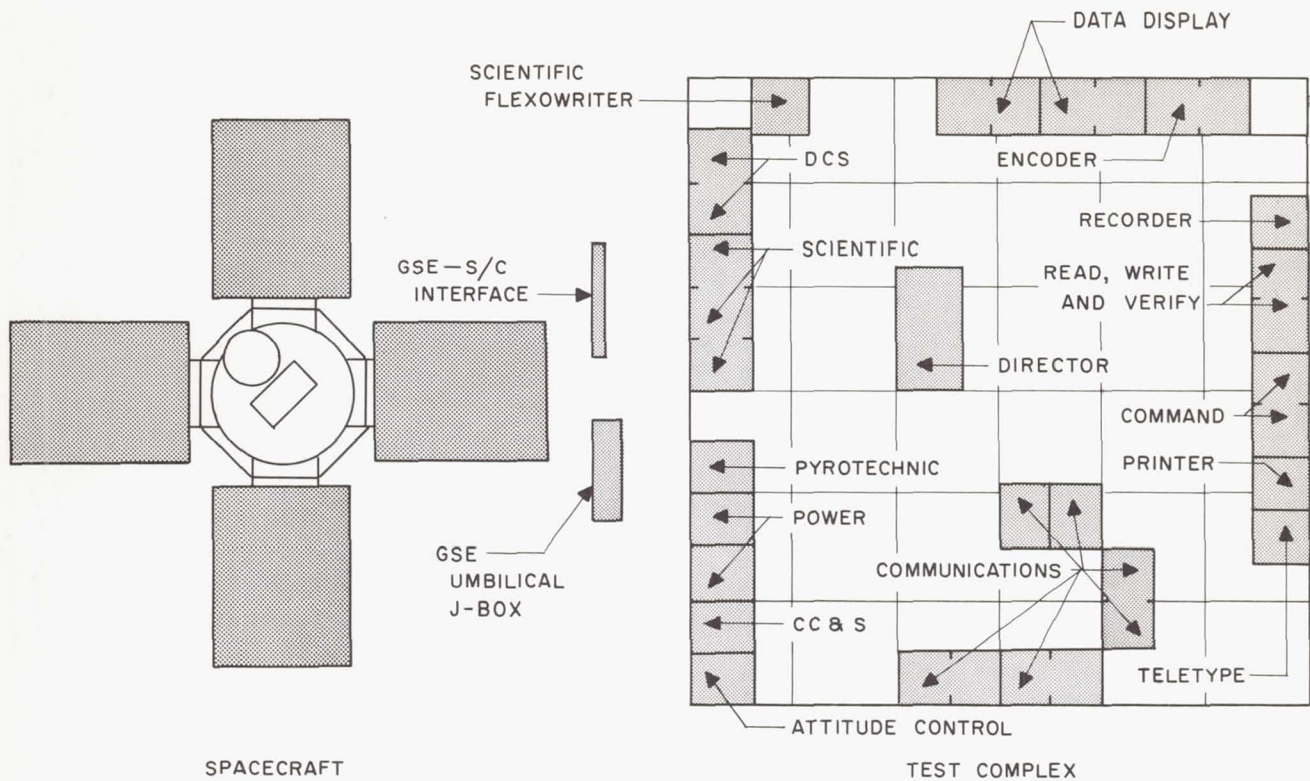 DATA DISPLAY
SCIENTIFIC
FLEXOWRITER
DCS
ENCODER
RECORDER
SCIENTIFIC
GSE—S/C
INTERFACE
READ, WRITE
AND VERIFY
DIRECTOR
COMMAND
PYROTECHNIC
PRINTER
POWER
GSE
UMBILICAL
J-BOX
COMMUNICATIONS
CC & S
TELETYPE
ATTITUDE CONTROL
SPACECRAFT
TEST COMPLEX